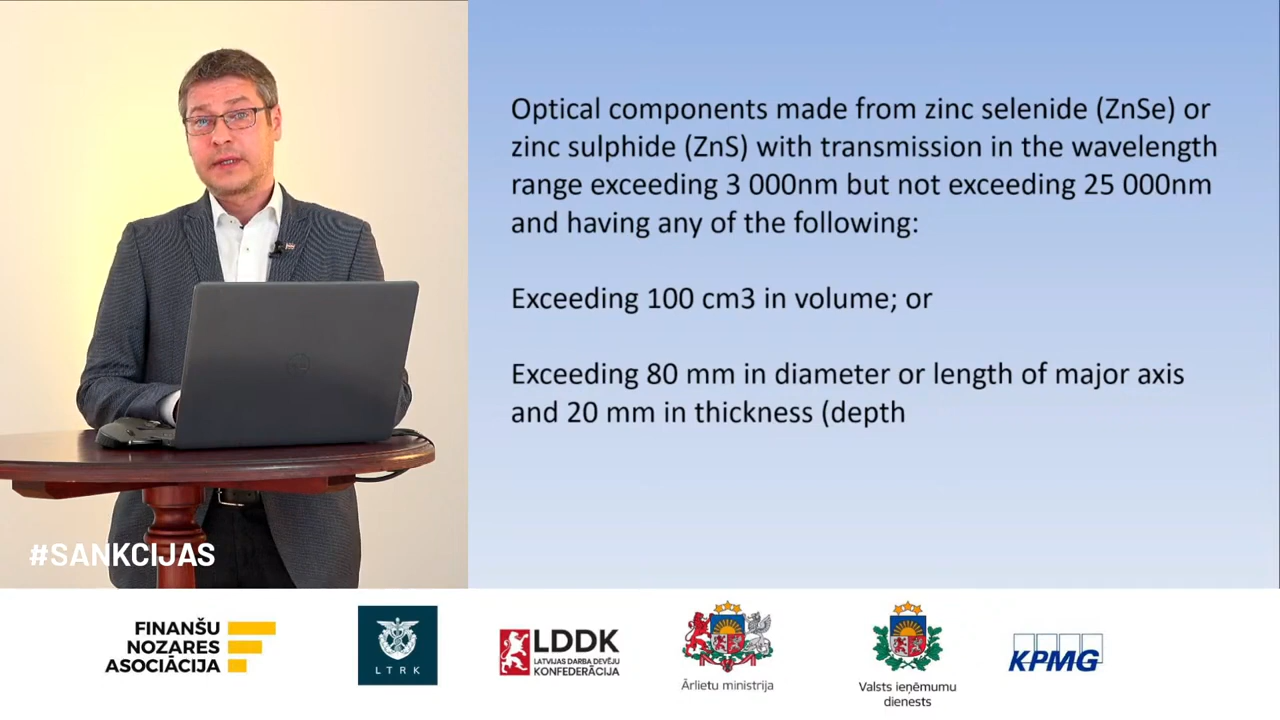 Optical components made from zinc selenide (ZnSe) or
zinc sulphide (ZnS) with transmission in the wavelength
range exceeding 3 000nm but not exceeding 25 000nm
and having any of the following:
Exceeding 100 cm3 in volume; or
Exceeding 80 mm in diameter or length of major axis
and 20 mm in thickness (depth
#SANKCIJAS
FINANŠU
NOZARES
ASOCIĀCIJA
LTRK
LDDK
LATVIJAS DARBA DEVĒJU
KONFEDERĀCIJA
Ārlietu ministrija
Valsts ieņēmumu
dienests
KPMG